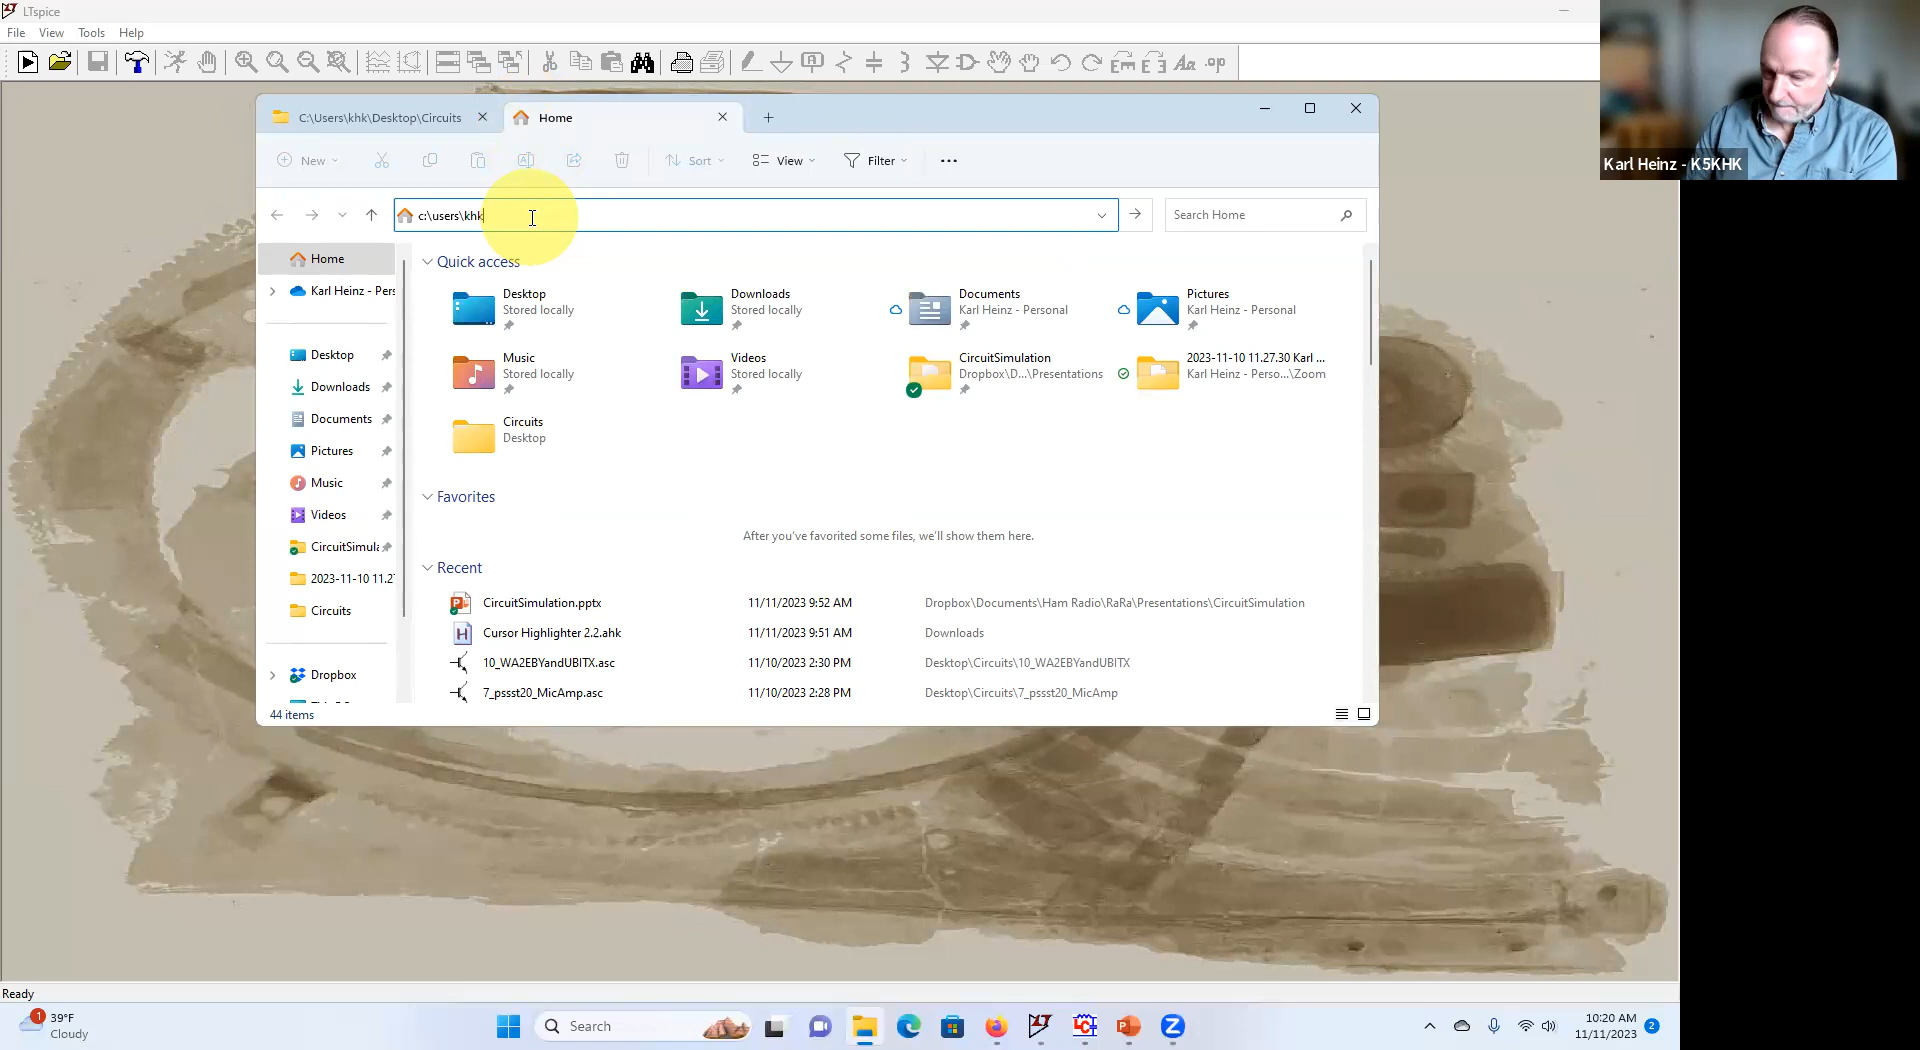 LTspice
File View Tools Help
C:\Users\khk\Desktop\Circuits
Home
New
Sort
View
Filter
c:\users\khk
Search Home
Home
Karl Heinz - Pers
Desktop
Downloads
Documents
Pictures
Music
Videos
CircuitSimula
2023-11-10 11.2
Circuits
Dropbox
Quick access
Desktop
Stored locally
Downloads
Stored locally
Documents
Karl Heinz - Personal
Pictures
Karl Heinz - Personal
Music
Stored locally
Videos
Stored locally
CircuitSimulation
Dropbox\D...\Presentations
2023-11-10 11.27.30 Karl ...
Karl Heinz - Perso...\Zoom
Circuits
Desktop
Favorites
After you've favorited some files, we'll show them here.
Recent
CircuitSimulation.pptx 11/11/2023 9:52 AM Dropbox\Documents\Ham Radio\RaRa\Presentations\CircuitSimulation
Cursor Highlighter 2.2.ahk 11/11/2023 9:51 AM Downloads
10_WA2EBYandUBITX.asc 11/10/2023 2:30 PM Desktop\Circuits\10_WA2EBYandUBITX
7_pssst20_MicAmp.asc 11/10/2023 2:28 PM Desktop\Circuits\7_pssst20_MicAmp
44 items
Karl Heinz - K5KHK
Ready
1
39°F
Cloudy
Search
10:20 AM
11/11/2023
2